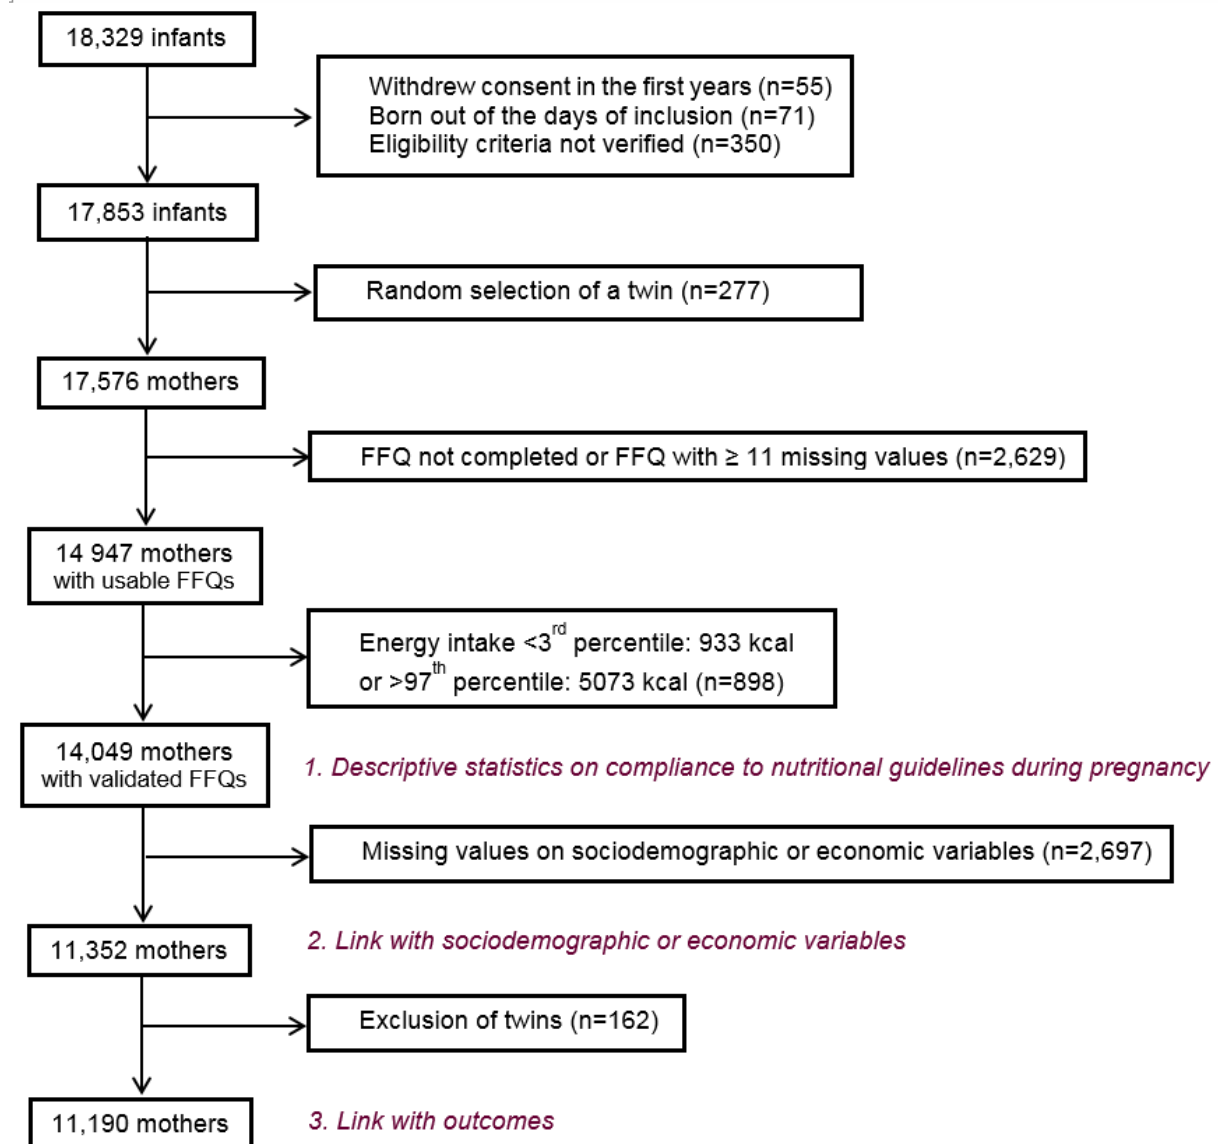 18,329 infants
Withdrew consent in the first years (n=55)
Born out of the days of inclusion (n=71)
Eligibility criteria not verified (n=350)
17,853 infants
Random selection of a twin (n=277)
17,576 mothers
FFQ not completed or FFQ with ≥ 11 missing values (n=2,629)
14 947 mothers
with usable FFQs
Energy intake <3rd percentile: 933 kcal
or >97th percentile: 5073 kcal (n=898)
14,049 mothers
with validated FFQs
1. Descriptive statistics on compliance to nutritional guidelines during pregnancy
Missing values on sociodemographic or economic variables (n=2,697)
11,352 mothers
2. Link with sociodemographic or economic variables
Exclusion of twins (n=162)
11,190 mothers
3. Link with outcomes